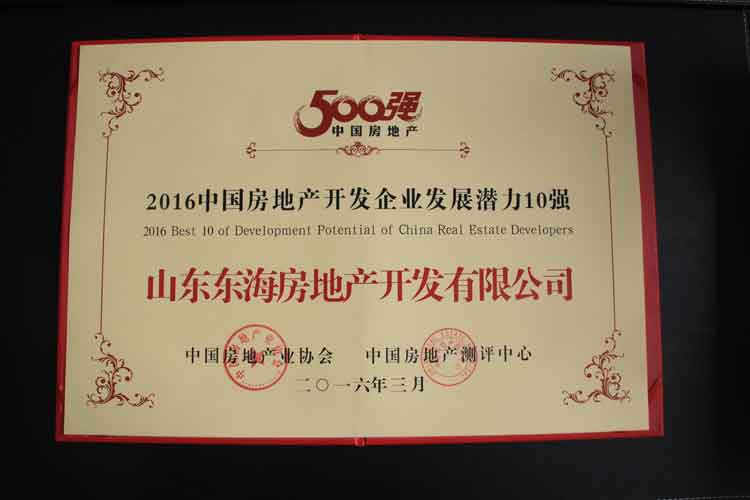 500强
中国房地产
2016中国房地产开发企业发展潜力10强
2016 Best 10 of Development Potential of China Real Estate Developers
山东东海房地产开发有限公司
中国房地产业协会 中国房地产测评中心
二〇一六年三月